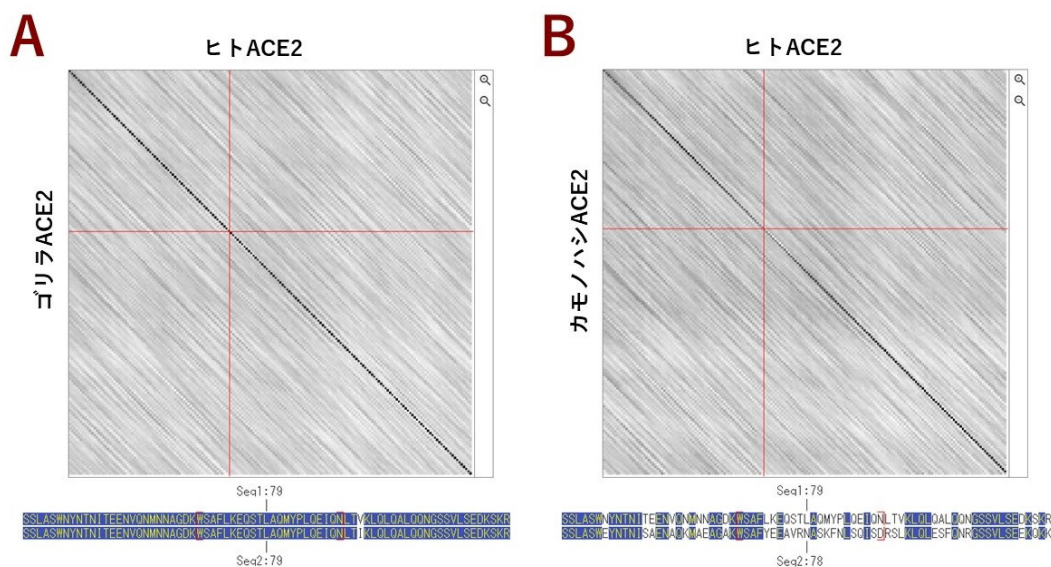 A
ヒトACE2
ゴリラACE2
Seq1:79
SSLASWNYNTNITEENVQNMNNAGDKWSAFLKEQSTLAQMYPLQEIQNLTVKLQLQALQQNGSSVLSEDKSKR
SSLASWNYNTNITEENVQNMNNAGDKWSAFLKEQSTLAQMYPLQEIQNLTIKLQLQALQQNGSSVLSEDKSKR
Seq2:79
B
ヒトACE2
カモノハシACE2
Seq1:79
SSLASWNYNTNITEENVQNMNNAGDKWSAFLKEQSTLAQMYPLQEIQNLTVKLQLQALQQNGSSVLSEDKSKR
SSLASWEYNTNISAENAQKMAEAGAKWSAFYEEAVRNASKFNLSQISDRSLKLQLESFQNRGSSVLSEEKQKK
Seq2:78